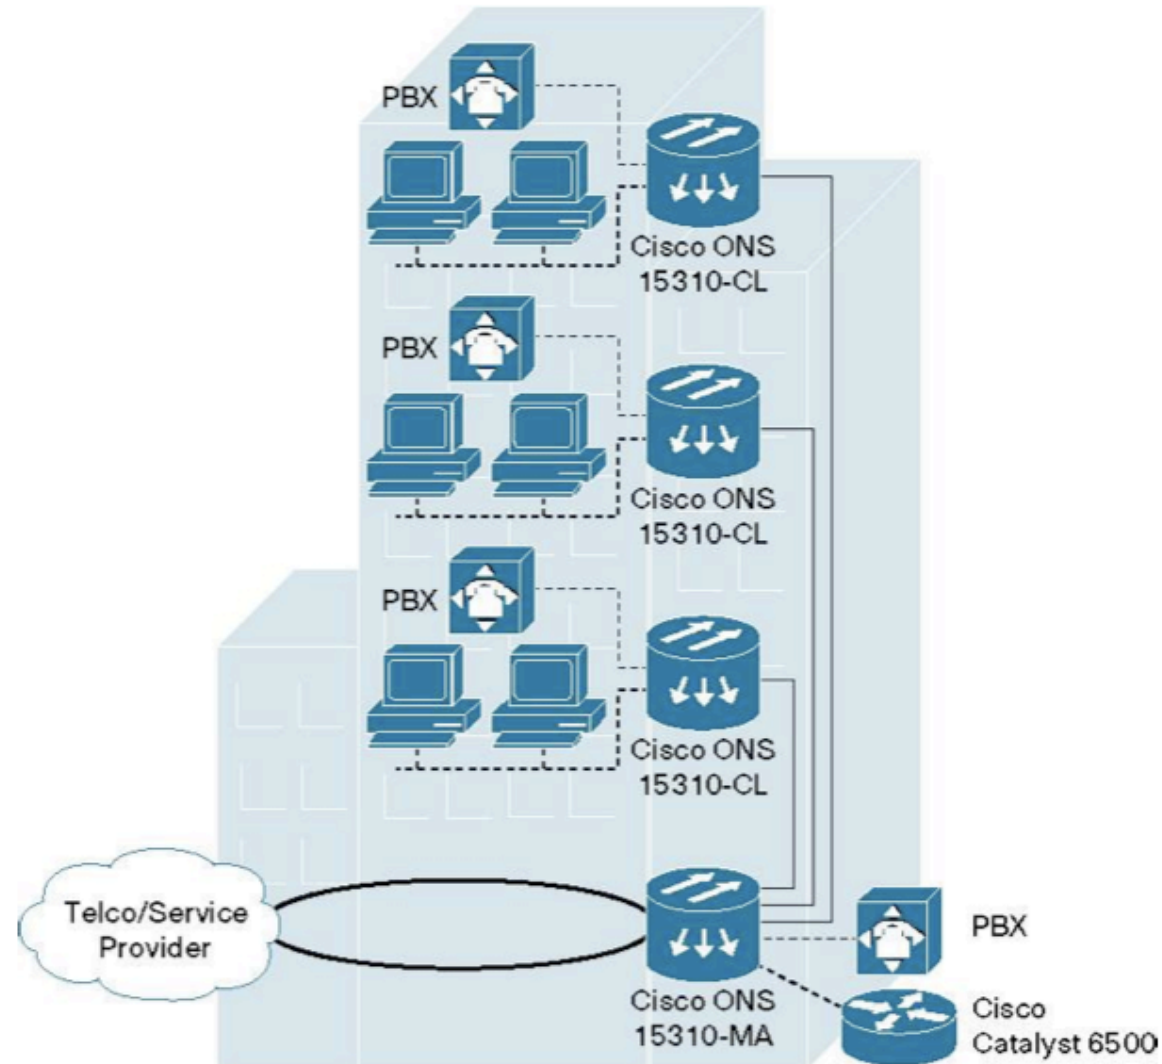 PBX
Cisco ONS
15310-CL
PBX
Cisco ONS
15310-CL
PBX
Cisco ONS
15310-CL
Telco/Service
Provider
Cisco ONS
15310-MA
PBX
Cisco
Catalyst 6500